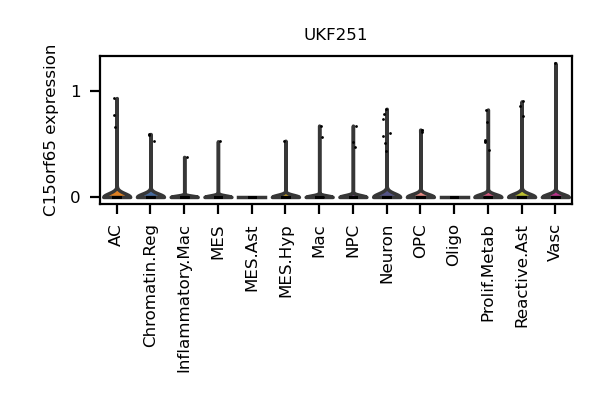 UKF251
C15orf65 expression
1
0
AC
Chromatin.Reg
Inflammatory.Mac
MES
MES.Ast
MES.Hyp
Mac
NPC
Neuron
OPC
Oligo
Prolif.Metab
Reactive.Ast
Vasc